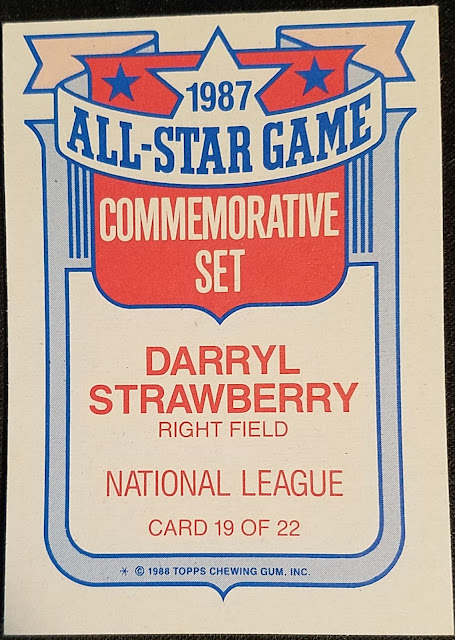 1987
ALL-STAR GAME
COMMEMORATIVE
SET
DARRYL
STRAWBERRY
RIGHT FIELD
NATIONAL LEAGUE
CARD 19 OF 22
* © 1988 TOPPS CHEWING GUM, INC.